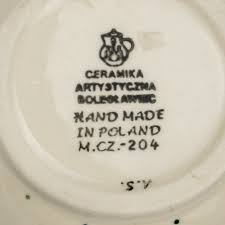 CERAMIKA
ARTYSTYCZNA
BOLESŁAWIEC
HAND MADE
IN POLAND
M.CZ.-204
A.S.